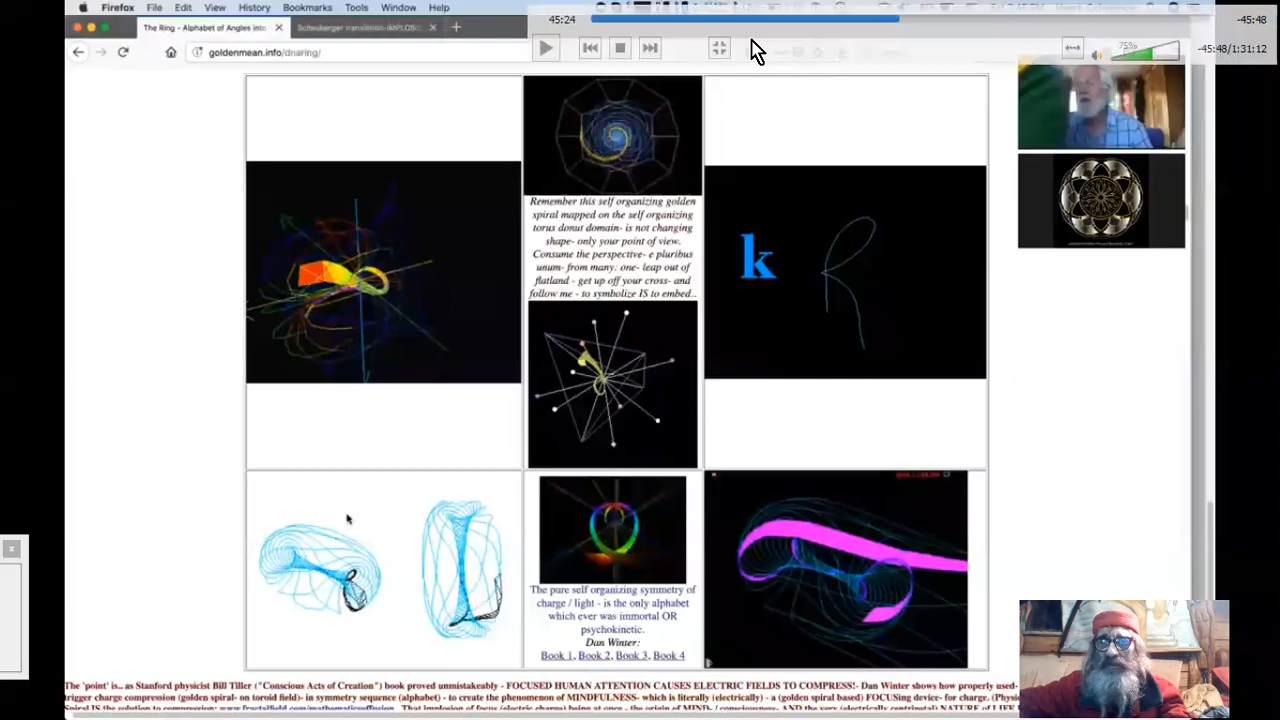 Firefox File Edit View History Bookmarks Tools Window Help
The Ring - Alphabet of Angles into
45:24
-45:48
goldenmean.info/dnaring/
75%
-45:48/1:31:12
Remember this self organizing golden
spiral mapped on the self organizing
torus donut domain- is not changing
shape- only your point of view.
Consume the perspective- e pluribus
unum- from many: one- leap out of
flatland - get up off your cross- and
follow me - to symbolize IS to embed..
k
The pure self organizing symmetry of
charge / light - is the only alphabet
which ever was immortal OR
psychokinetic.
Dan Winter:
Book 1, Book 2, Book 3, Book 4
x
The 'point' is.. as Stanford physicist Bill Tiller ("Conscious Acts of Creation") book proved unmistakeably - FOCUSED HUMAN ATTENTION CAUSES ELECTRIC FIELDS TO COMPRESS!- Dan Winter shows how properly used-
trigger charge compression (golden spiral- on toroid field)- in symmetry sequence (alphabet) - to create the phenomenon of MINDFULNESS- which is literally (electrically) - a (golden spiral based) FOCUSing device- for charge.